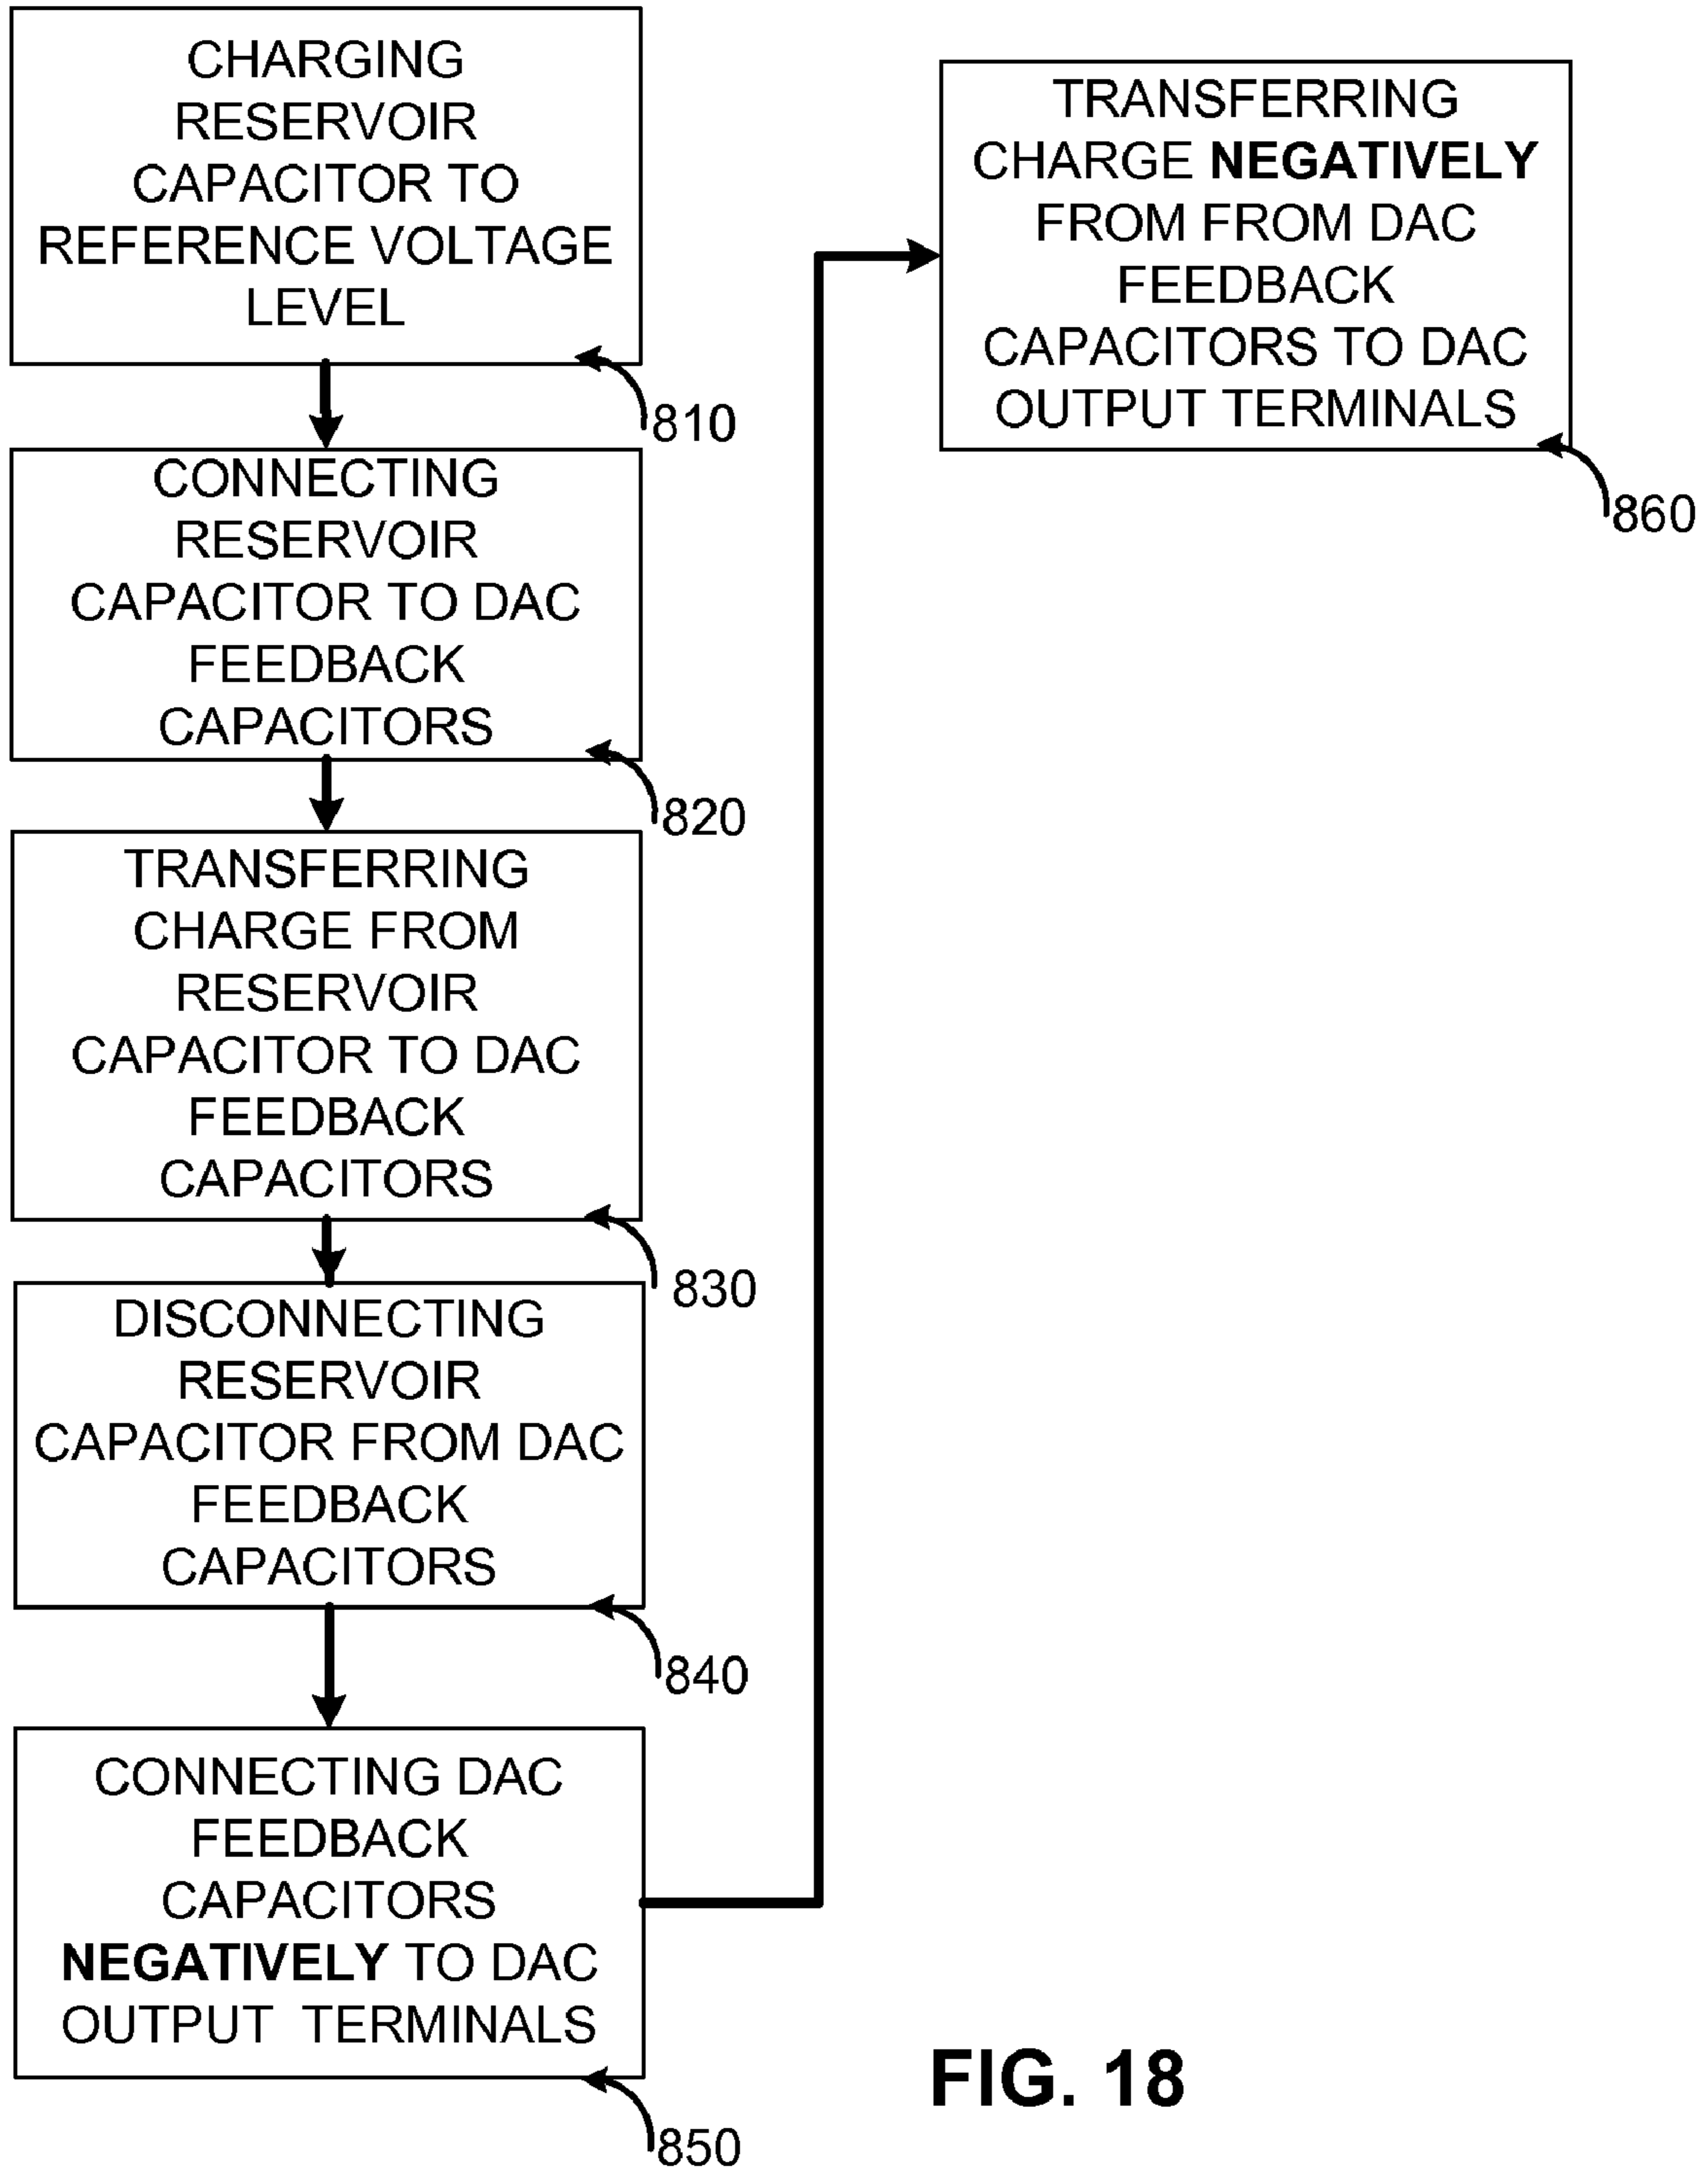 CHARGING
RESERVOIR
CAPACITOR TO
REFERENCE VOLTAGE
LEVEL
810
CONNECTING
RESERVOIR
CAPACITOR TO DAC
FEEDBACK
CAPACITORS
820
TRANSFERRING
CHARGE FROM
RESERVOIR
CAPACITOR TO DAC
FEEDBACK
CAPACITORS
830
DISCONNECTING
RESERVOIR
CAPACITOR FROM DAC
FEEDBACK
CAPACITORS
840
CONNECTING DAC
FEEDBACK
CAPACITORS
NEGATIVELY TO DAC
OUTPUT TERMINALS
850
TRANSFERRING
CHARGE NEGATIVELY
FROM FROM DAC
FEEDBACK
CAPACITORS TO DAC
OUTPUT TERMINALS
860
FIG. 18